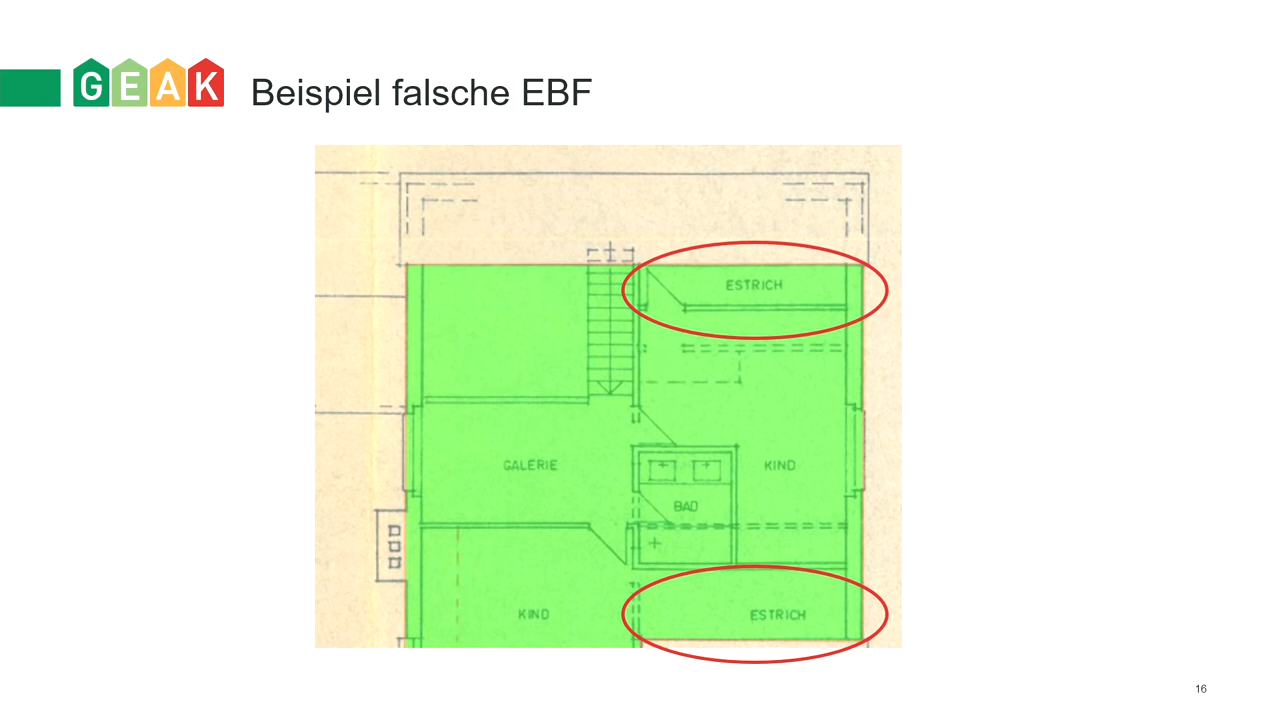 GEAK
Beispiel falsche EBF
ESTRICH
GALERIE
KIND
BAD
KIND
ESTRICH
16